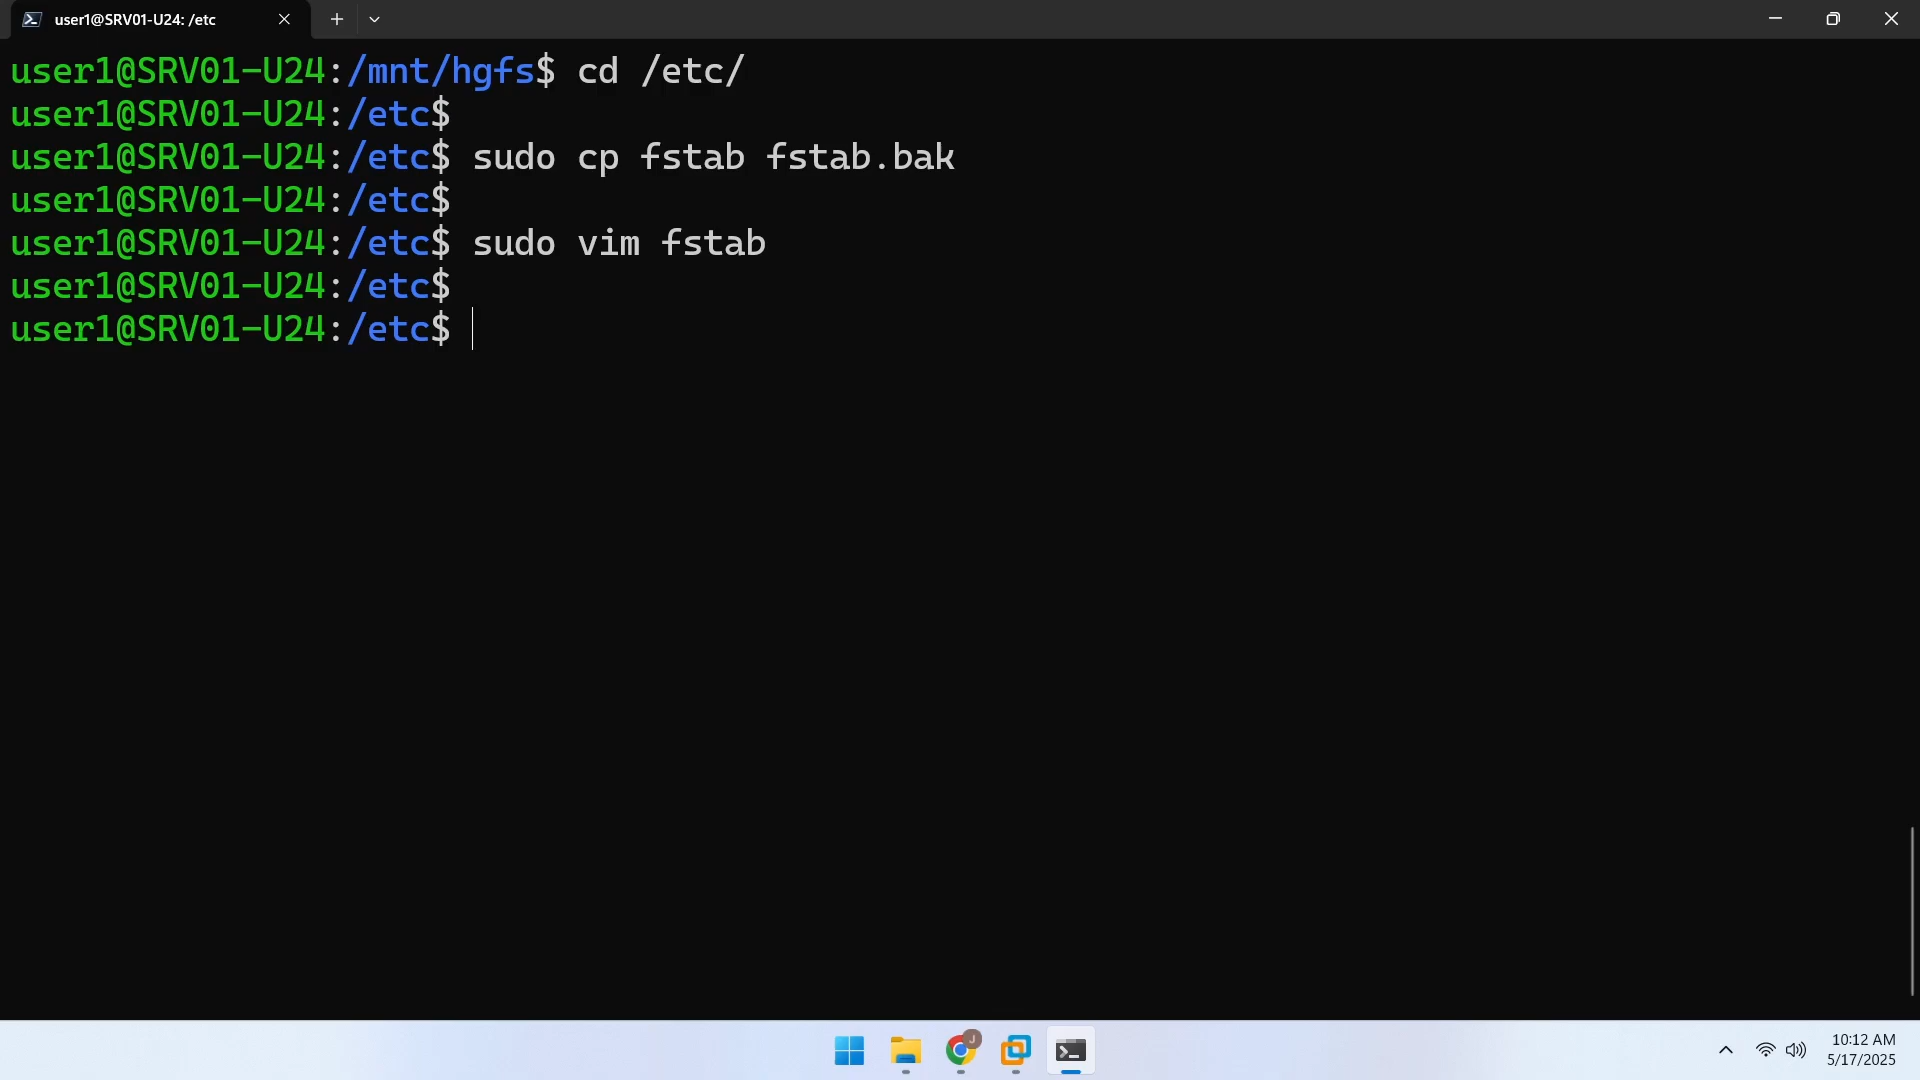 user1@SRV01-U24: /etc
user1@SRV01-U24:/mnt/hgfs$ cd /etc/
user1@SRV01-U24:/etc$
user1@SRV01-U24:/etc$ sudo cp fstab fstab.bak
user1@SRV01-U24:/etc$
user1@SRV01-U24:/etc$ sudo vim fstab
user1@SRV01-U24:/etc$
user1@SRV01-U24:/etc$
J
10:12 AM
5/17/2025